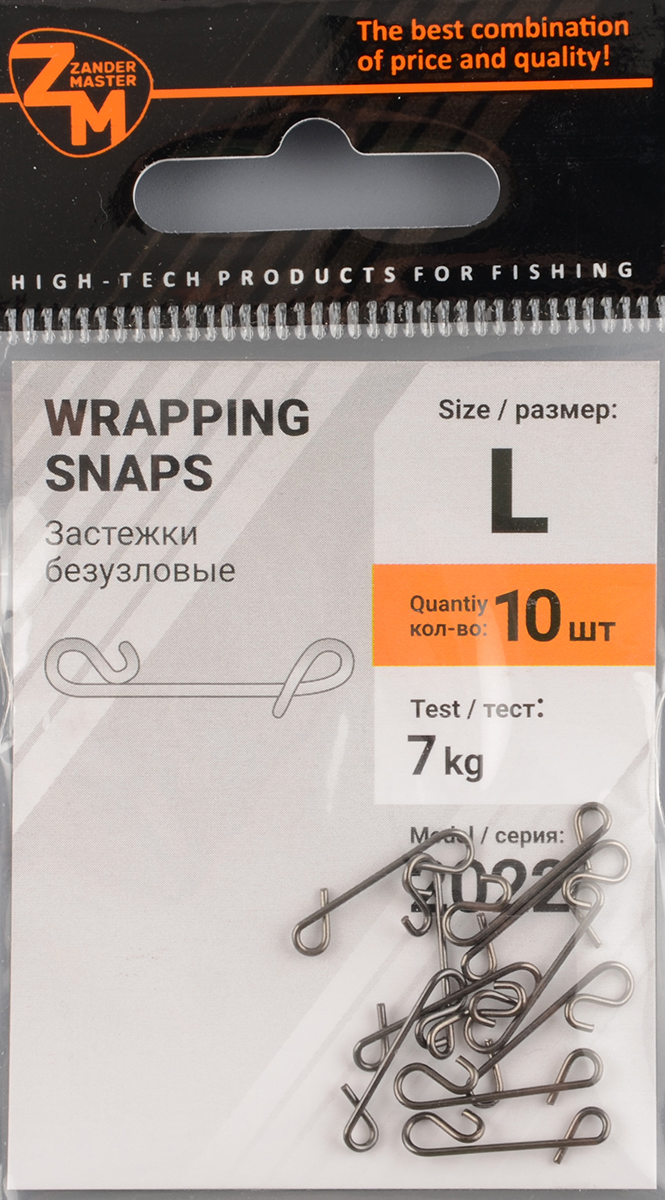 ZM
ZANDER
MASTER
The best combination
of price and quality!
HIGH-TECH PRODUCTS FOR FISHING
WRAPPING
SNAPS
Застежки
безузловые
Size / размер:
L
Quantiy
кол-во: 10 шт
Test / тест:
7 kg
Model / серия:
2022